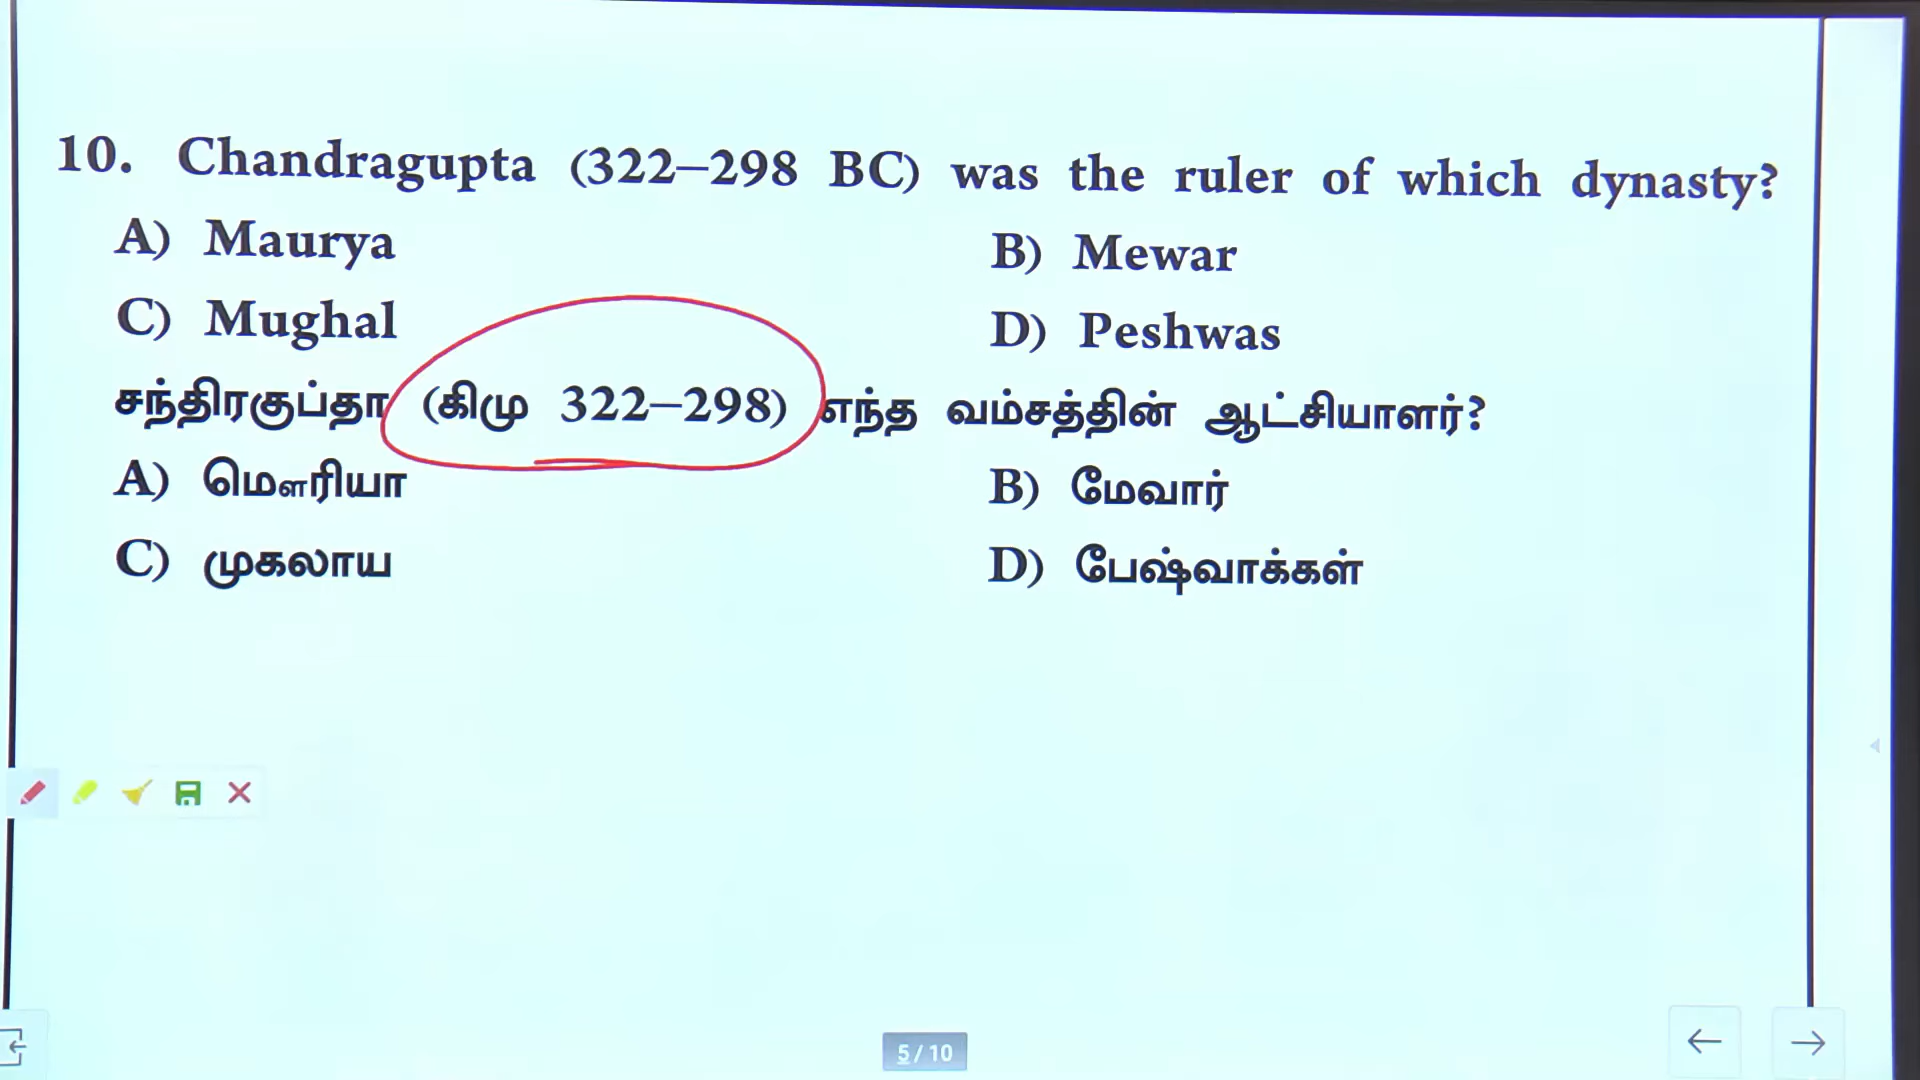 10. Chandragupta (322–298 BC) was the ruler of which dynasty?
A) Maurya B) Mewar
C) Mughal D) Peshwas
சந்திரகுப்தா (கிமு 322–298) எந்த வம்சத்தின் ஆட்சியாளர்?
A) மௌரியா B) மேவார்
C) முகலாய D) பேஷ்வாக்கள்
5 / 10